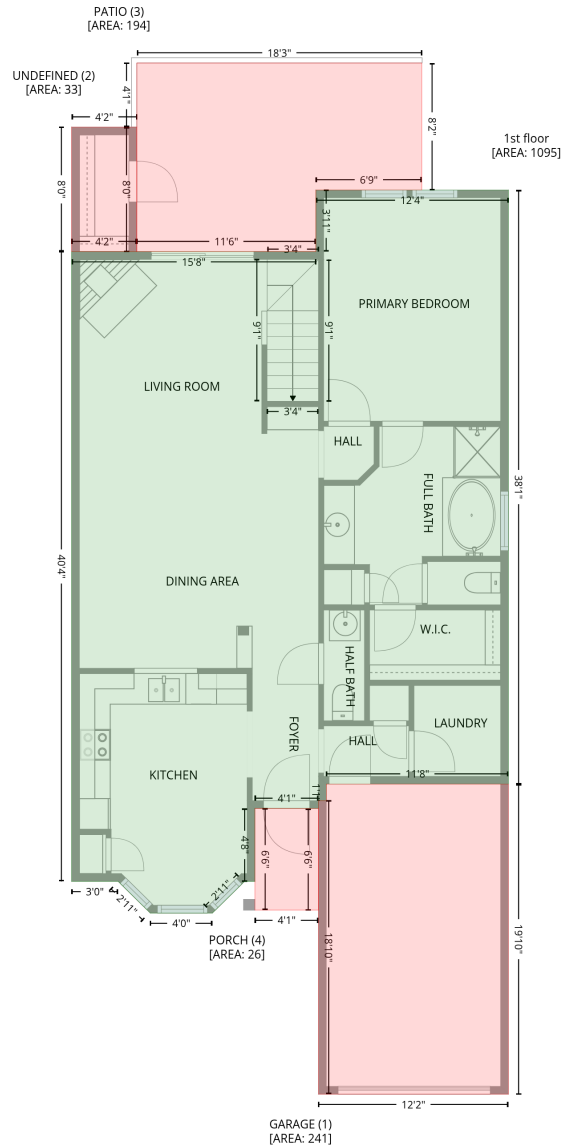 PATIO (3)
[AREA: 194]
18'3"
UNDEFINED (2)
[AREA: 33]
4'1"
4'2"
8'2"
1st floor
[AREA: 1095]
8'0"
8'0"
6'9"
12'4"
3'11"
4'2"
11'6"
3'4"
15'8"
PRIMARY BEDROOM
9'1"
9'1"
LIVING ROOM
3'4"
HALL
38'1"
FULL BATH
40'4"
DINING AREA
W.I.C.
HALF BATH
FOYER
LAUNDRY
HALL
KITCHEN
11'8"
1'1"
4'1"
4'8"
6'6"
6'6"
3'0"
2'11"
2'11"
4'0"
4'1"
PORCH (4)
[AREA: 26]
18'10"
19'10"
12'2"
GARAGE (1)
[AREA: 241]